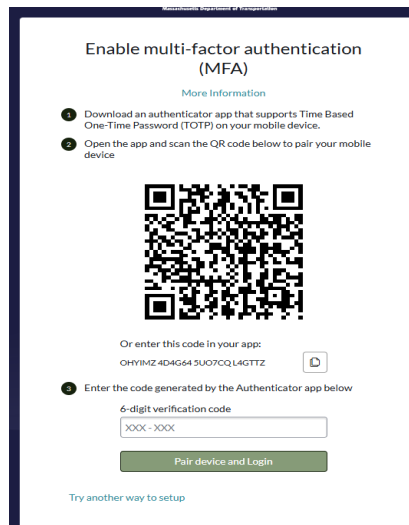 Massachusetts Department of Transportation
Enable multi-factor authentication
(MFA)
More Information
1 Download an authenticator app that supports Time Based
One-Time Password (TOTP) on your mobile device.
2 Open the app and scan the QR code below to pair your mobile
device
Or enter this code in your app:
OHYIMZ 4D4G64 5UO7CQ L4GTTZ
3 Enter the code generated by the Authenticator app below
6-digit verification code
XXX - XXX
Pair device and Login
Try another way to setup